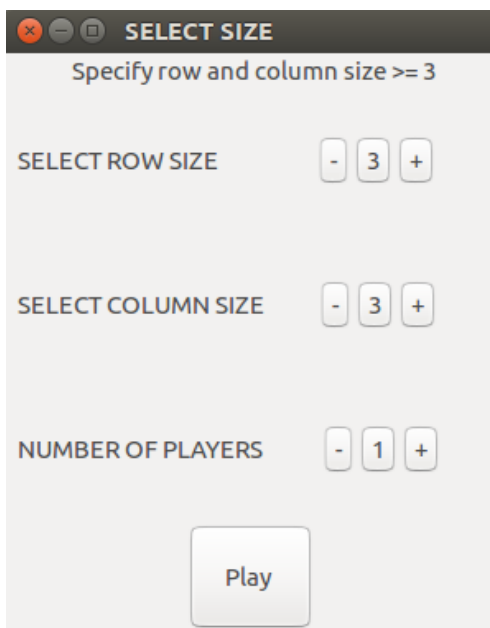 SELECT SIZE
Specify row and column size >= 3
SELECT ROW SIZE - 3 +
SELECT COLUMN SIZE - 3 +
NUMBER OF PLAYERS - 1 +
Play